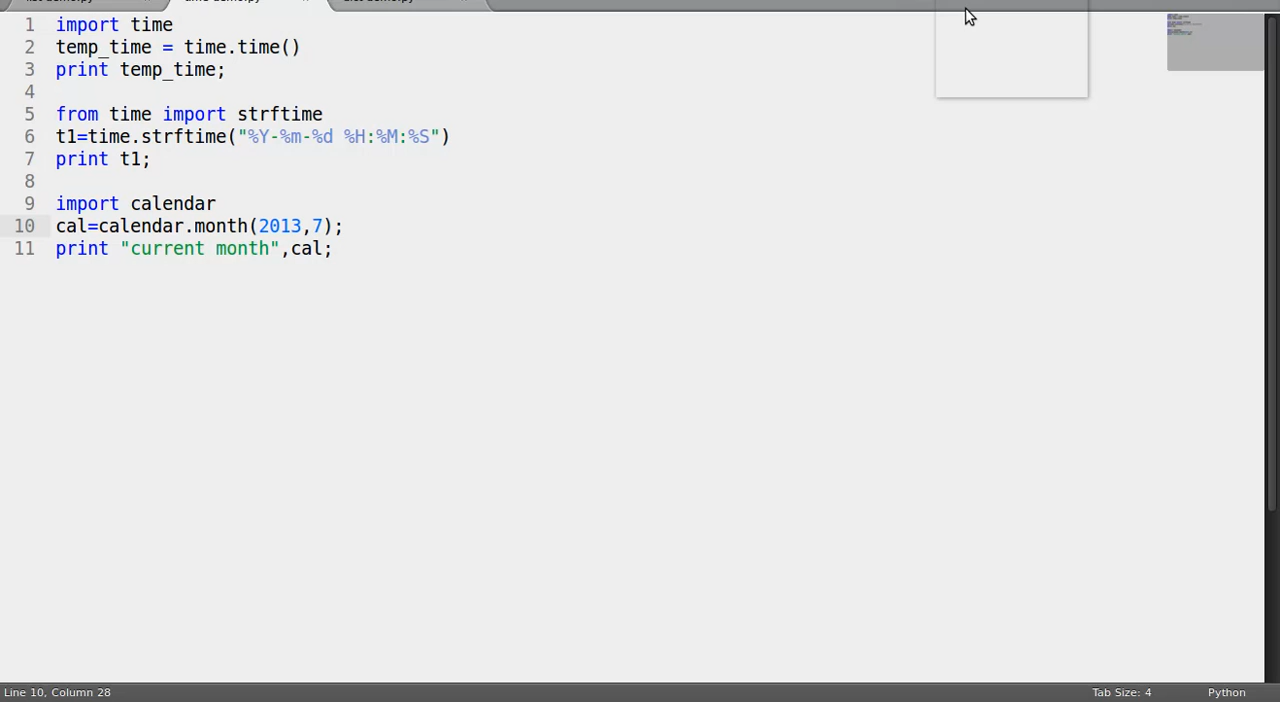 1 import time
2 temp_time = time.time()
3 print temp_time;
4
5 from time import strftime
6 t1=time.strftime("%Y-%m-%d %H:%M:%S")
7 print t1;
8
9 import calendar
10 cal=calendar.month(2013,7);
11 print "current month",cal;
Line 10, Column 28 Tab Size: 4 Python